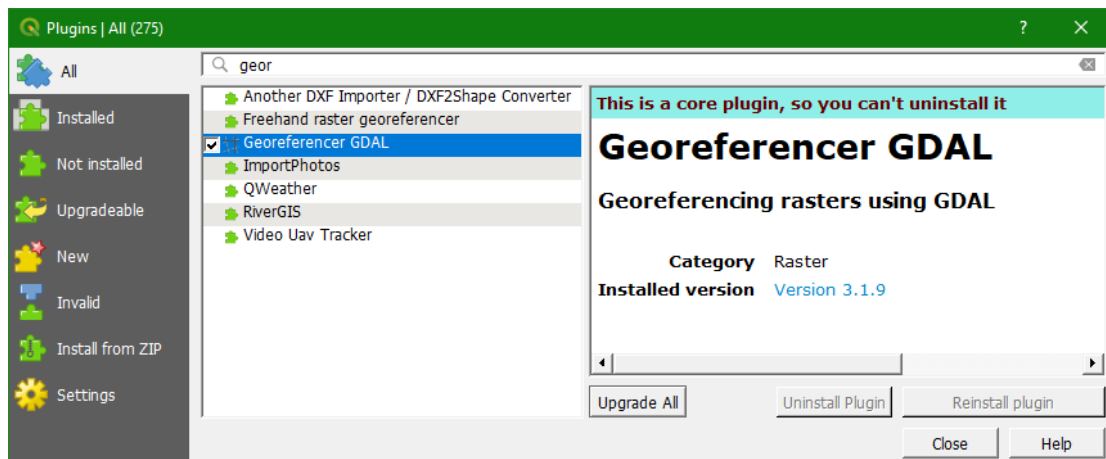 Plugins | All (275)
?
geor
All
Installed
Not installed
Upgradeable
New
Invalid
Install from ZIP
Settings
Another DXF Importer / DXF2Shape Converter
Freehand raster georeferencer
Georeferencer GDAL
ImportPhotos
QWeather
RiverGIS
Video Uav Tracker
This is a core plugin, so you can't uninstall it
Georeferencer GDAL
Georeferencing rasters using GDAL
Category Raster
Installed version Version 3.1.9
Upgrade All
Uninstall Plugin
Reinstall plugin
Close
Help